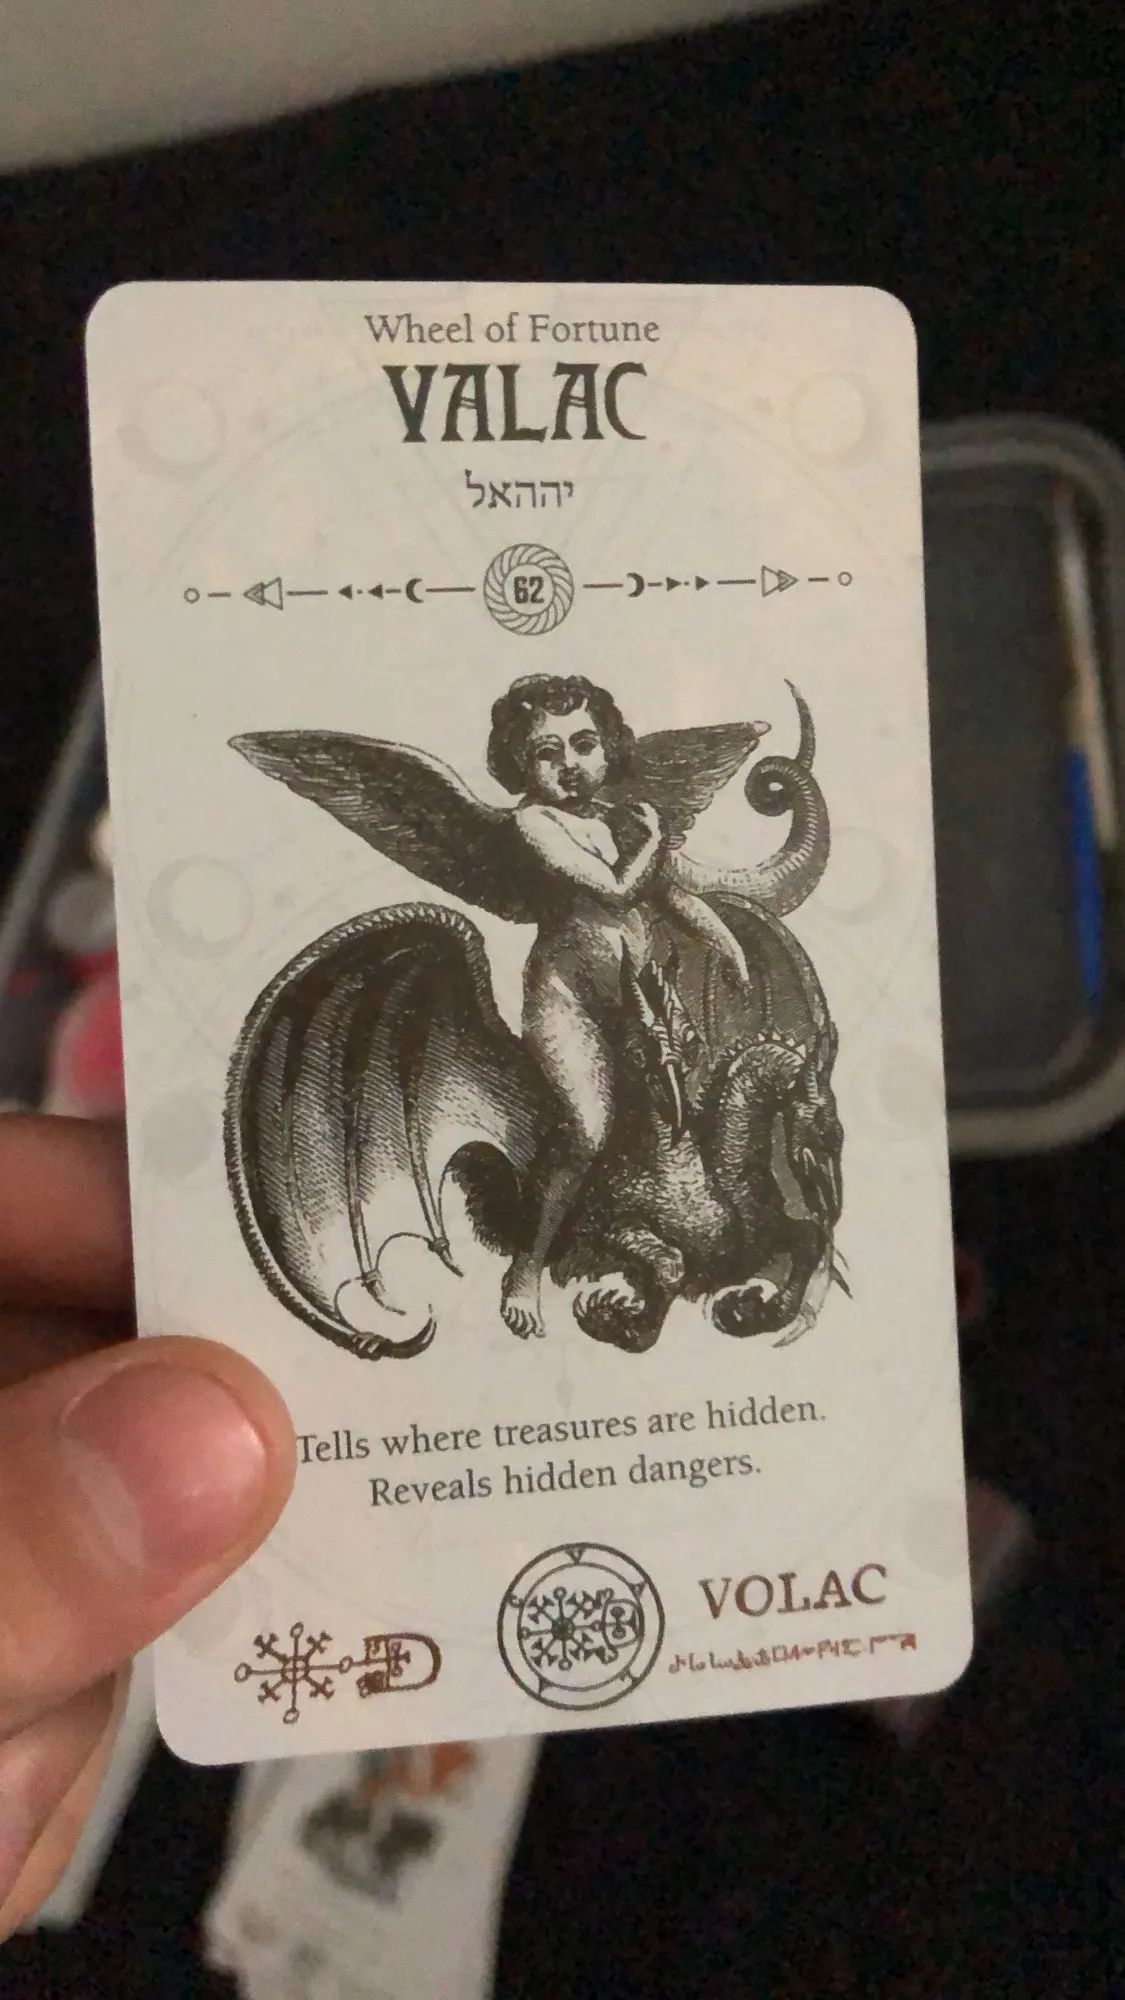 Wheel of Fortune
VALAC
יההאל
62
Tells where treasures are hidden.
Reveals hidden dangers.
VOLAC